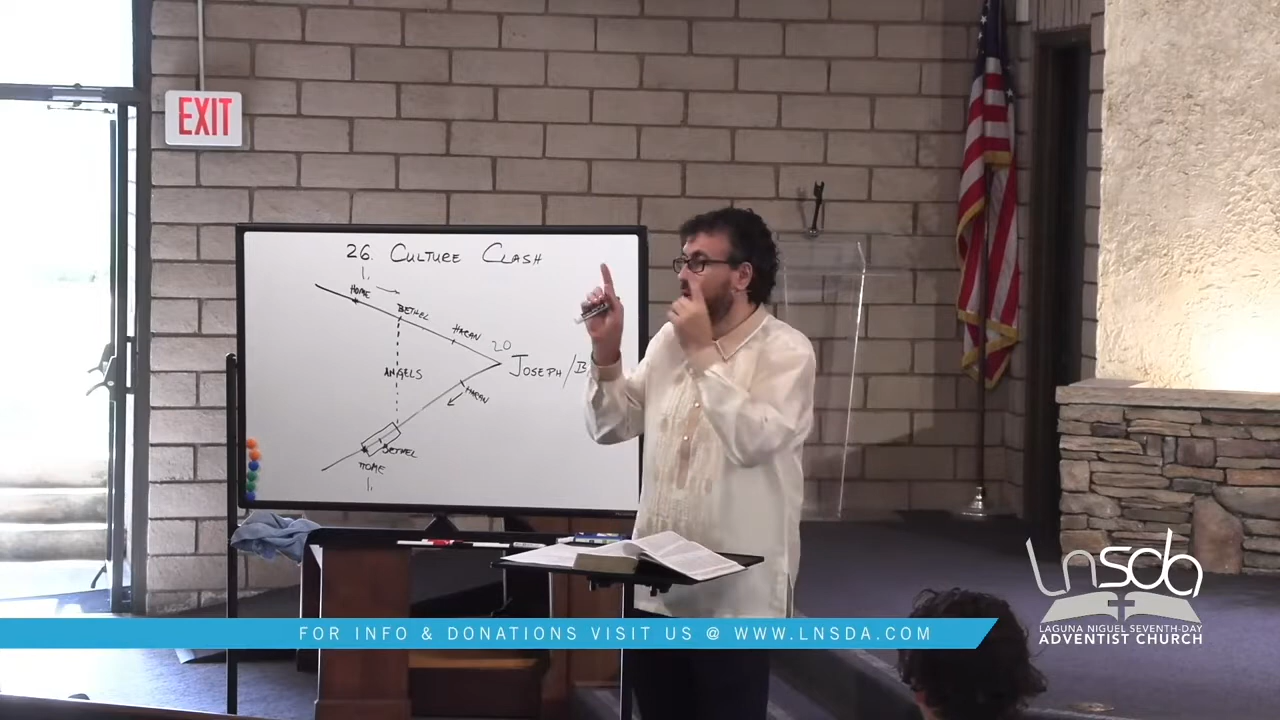 EXIT
26. CULTURE CLASH
1.
HOME
BETHEL
HARAN
20
JOSEPH/B
ANGELS
HARAN
BETHEL
HOME
1.
lnsda
LAGUNA NIGUEL SEVENTH-DAY
ADVENTIST CHURCH
FOR INFO & DONATIONS VISIT US @ WWW.LNSDA.COM